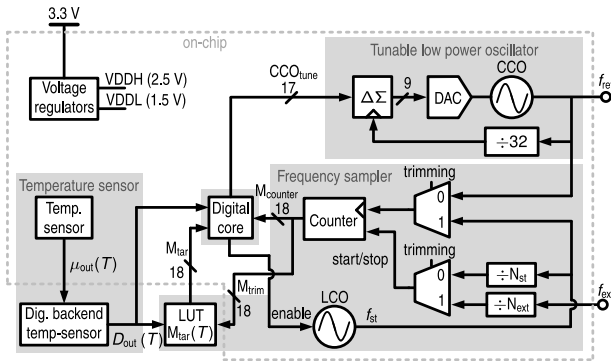 3.3 V
on-chip
Voltage
regulators
VDDH (2.5 V)
VDDL (1.5 V)
CCOtune
17
Tunable low power oscillator
CCO
ΔΣ
9
DAC
÷32
Temperature sensor
Temp.
sensor
μout(T)
Dig. backend
temp-sensor
Dout (T)
Mtar
18
LUT
Mtar(T)
Digital
core
Mcounter
18
Mtrim
18
enable
Frequency sampler
Counter
start/stop
LCO
fst
trimming
0
1
trimming
0
1
÷Nst
÷Next